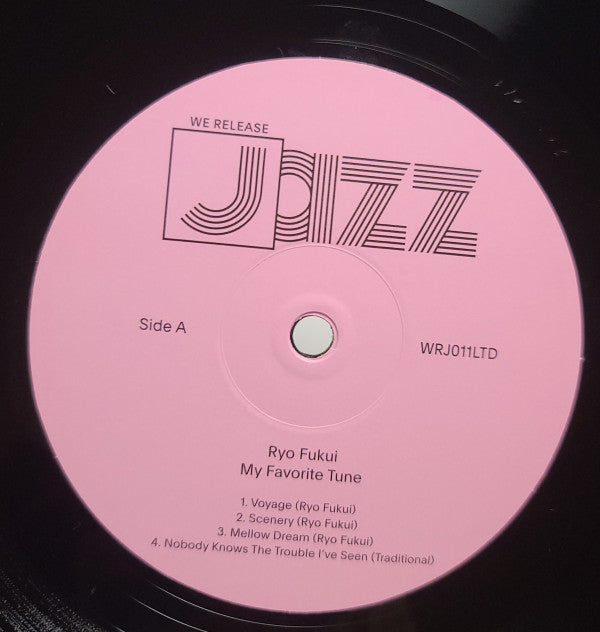 WE RELEASE
Jazz
Side A
WRJ011LTD
Ryo Fukui
My Favorite Tune
1. Voyage (Ryo Fukui)
2. Scenery (Ryo Fukui)
3. Mellow Dream (Ryo Fukui)
4. Nobody Knows The Trouble I've Seen (Traditional)